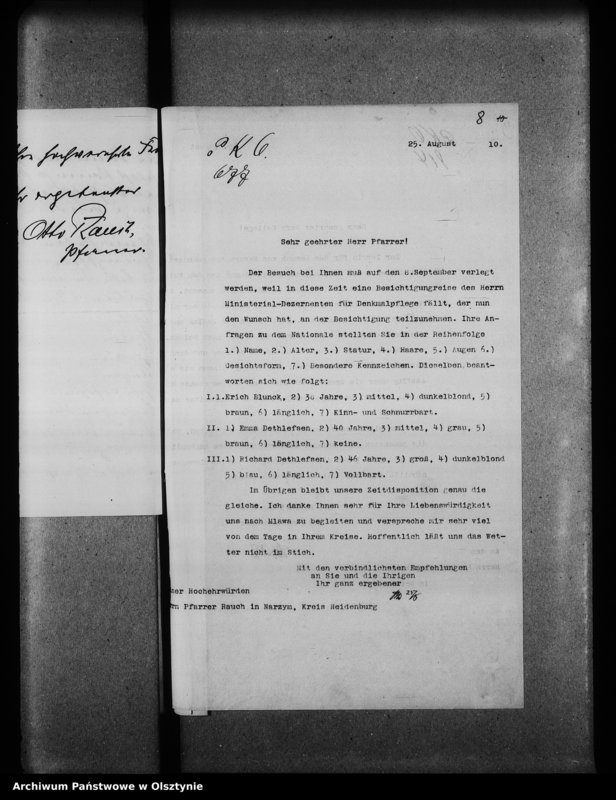 8
25. August 10.
K
ergebenster
Otto Rauch,
Pfarrer.
Sehr geehrter Herr Pfarrer!
Der Besuch bei Ihnen muß auf den 8.September verlegt
werden, weil in diese Zeit eine Besichtigungreise des Herrn
Ministerial-Dezernenten für Denkmalpflege fällt, der nun
den Wunsch hat, an der Besichtigung teilzunehmen. Ihre An-
fragen zu dem Nationale stellten Sie in der Reihenfolge
1.) Name, 2.) Alter, 3.) Statur, 4.) Haare, 5.) Augen 6.)
Gesichtsform, 7.) Besondere Kennzeichen. Dieselben beant-
worten sich wie folgt:
I.1.Erich Blunck, 2) 38 Jahre, 3) mittel, 4) dunkelblond, 5)
braun, 6) länglich, 7) Kinn- und Schnurrbart.
II. 1) Emma Dethlefsen, 2) 40 Jahre, 3) mittel, 4) grau, 5)
braun, 6) länglich, 7) keine.
III.1) Richard Dethlefsen, 2) 46 Jahre, 3) groß, 4) dunkelblond
5) blau, 6) länglich, 7) Vollbart.
In Übrigen bleibt unsere Zeitdisposition genau die
gleiche. Ich danke Ihnen sehr für Ihre Liebenswürdigkeit
uns nach Mlawa zu begleiten und verspreche mir sehr viel
von dem Tage in Ihrem Kreise. Hoffentlich läßt uns das Wet-
ter nicht im Stich.
Mit den verbindlichsten Empfehlungen
an Sie und die Ihrigen
Ihr ganz ergebener
ner Hochehrwürden
rn Pfarrer Rauch in Narzym, Kreis Neidenburg
Archiwum Państwowe w Olsztynie